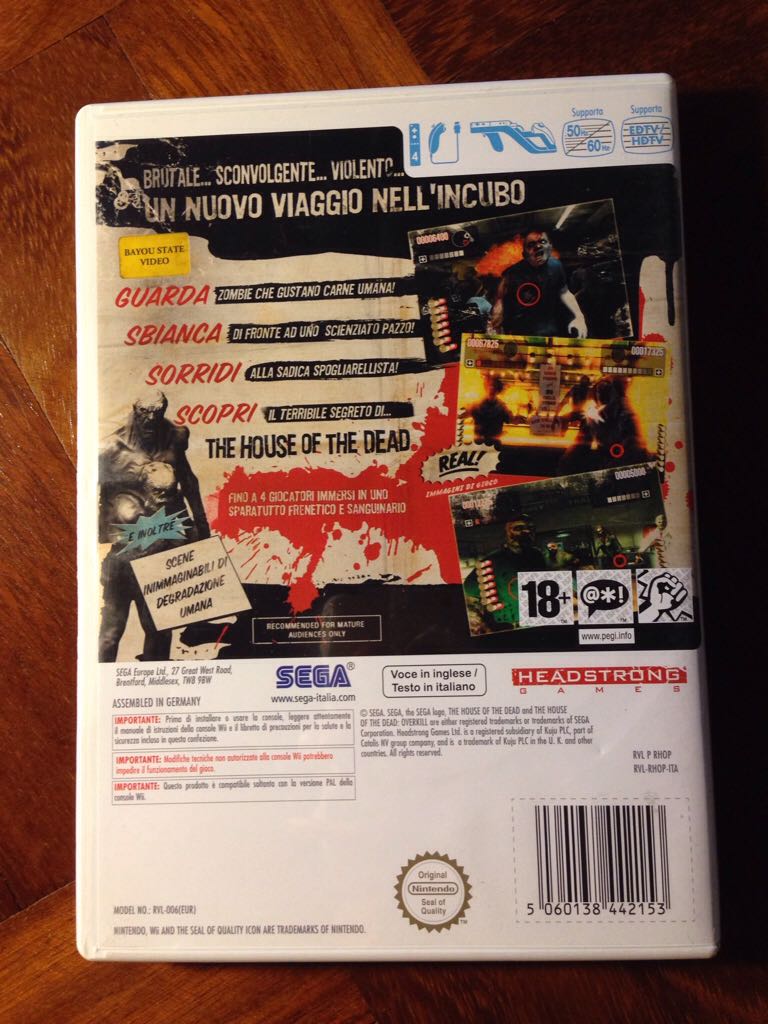 Supporta
50Hz
60Hz
Supporta
EDTV/
HDTV
4
BRUTALE... SCONVOLGENTE... VIOLENTO...
UN NUOVO VIAGGIO NELL'INCUBO
BAYOU STATE
VIDEO
GUARDA ZOMBIE CHE GUSTANO CARNE UMANA!
SBIANCA DI FRONTE AD UNO SCIENZIATO PAZZO!
SORRIDI ALLA SADICA SPOGLIARELLISTA!
SCOPRI IL TERRIBILE SEGRETO DI...
THE HOUSE OF THE DEAD
00006400
00067825
00017325
REAL!
IMMAGINI DI GIOCO
00005000
FINO A 4 GIOCATORI IMMERSI IN UNO
SPARATUTTO FRENETICO E SANGUINARIO
E INOLTRE
SCENE
INIMMAGINABILI DI
DEGRADAZIONE
UMANA
RECOMMENDED FOR MATURE
AUDIENCES ONLY
18+
@*!
www.pegi.info
SEGA Europe Ltd., 27 Great West Road,
Brentford, Middlesex, TW8 9BW
ASSEMBLED IN GERMANY
SEGA®
www.sega-italia.com
Voce in inglese /
Testo in italiano
HEADSTRONG
GAMES
IMPORTANTE: Prima di installare o usare la console, leggere attentamente
il manuale di istruzioni della console Wii e il libretto di precauzioni per la salute e la
sicurezza incluso in questa confezione.
IMPORTANTE: Modifiche tecniche non autorizzate alla console Wii potrebbero
impedire il funzionamento del gioco.
IMPORTANTE: Questo prodotto è compatibile soltanto con la versione PAL della
console Wii.
© SEGA. SEGA, the SEGA logo, THE HOUSE OF THE DEAD and THE HOUSE
OF THE DEAD: OVERKILL are either registered trademarks or trademarks of SEGA
Corporation. Headstrong Games Ltd. is a registered subsidiary of Kuju PLC, part of
Catalis NV group company, and is a trademark of Kuju PLC in the U. K. and other
countries. All rights reserved.
RVL P RHOP
RVL-RHOP-ITA
Original
Nintendo
Seal of
Quality
TM
5 060138 442153
MODEL NO.: RVL-006(EUR)
NINTENDO, Wii AND THE SEAL OF QUALITY ICON ARE TRADEMARKS OF NINTENDO.